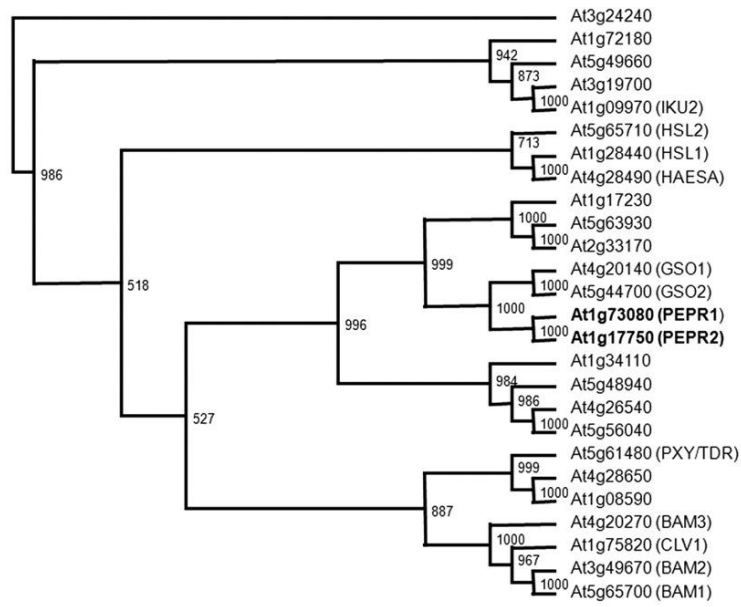 At3g24240
At1g72180
942
At5g49660
873
At3g19700
1000
At1g09970 (IKU2)
At5g65710 (HSL2)
713
At1g28440 (HSL1)
986
1000
At4g28490 (HAESA)
At1g17230
1000
At5g63930
1000
At2g33170
999
At4g20140 (GSO1)
518
1000
At5g44700 (GSO2)
1000
At1g73080 (PEPR1)
996
1000
At1g17750 (PEPR2)
At1g34110
984
At5g48940
986
At4g26540
527
1000
At5g56040
At5g61480 (PXY/TDR)
999
At4g28650
1000
At1g08590
887
At4g20270 (BAM3)
1000
At1g75820 (CLV1)
967
At3g49670 (BAM2)
1000
At5g65700 (BAM1)